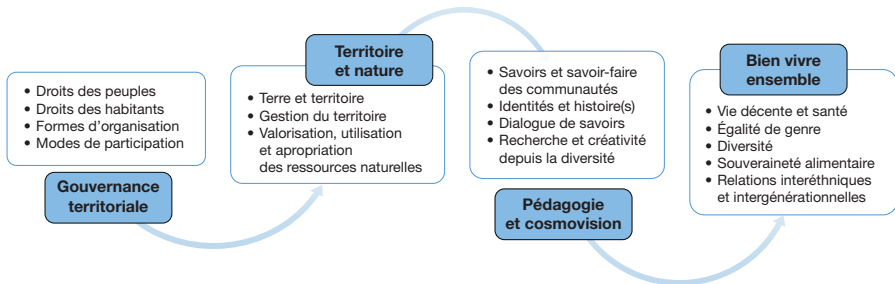 • Droits des peuples
• Droits des habitants
• Formes d'organisation
• Modes de participation
Gouvernance
territoriale
Territoire
et nature
• Terre et territoire
• Gestion du territoire
• Valorisation, utilisation
et apropriation
des ressources naturelles
• Savoirs et savoir-faire
des communautés
• Identités et histoire(s)
• Dialogue de savoirs
• Recherche et créativité
depuis la diversité
Pédagogie
et cosmovision
Bien vivre
ensemble
• Vie décente et santé
• Égalité de genre
• Diversité
• Souveraineté alimentaire
• Relations interéthniques
et intergénérationnelles